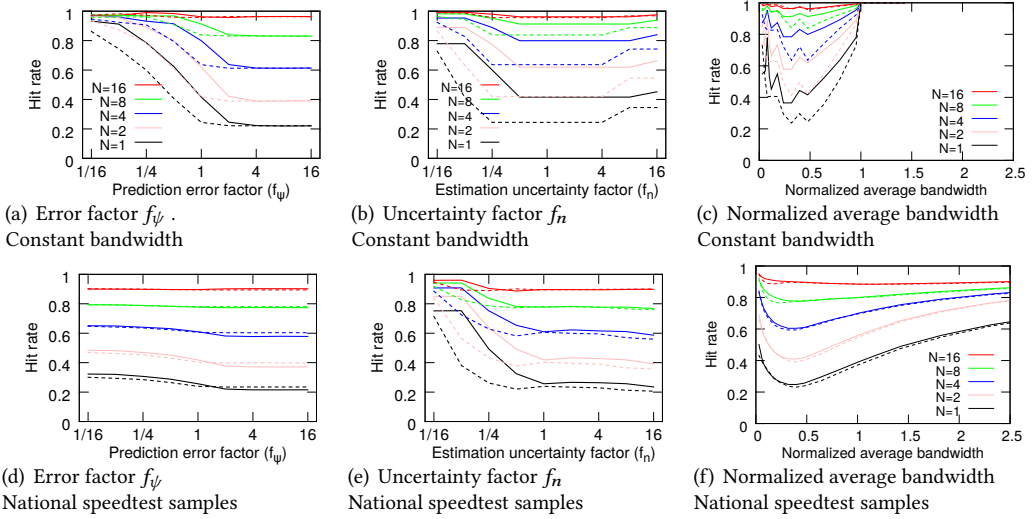 1
0.8
0.6
0.4
0.2
0
Hit rate
N=16
N=8
N=4
N=2
N=1
1/16 1/4 1 4 16
Prediction error factor (fψ)
(a) Error factor fψ .
Constant bandwidth
1
0.8
0.6
0.4
0.2
0
Hit rate
N=16
N=8
N=4
N=2
N=1
1/16 1/4 1 4 16
Estimation uncertainty factor (fn)
(b) Uncertainty factor fn
Constant bandwidth
1
0.8
0.6
0.4
0.2
0
Hit rate
N=16
N=8
N=4
N=2
N=1
0 0.5 1 1.5 2 2.5
Normalized average bandwidth
(c) Normalized average bandwidth
Constant bandwidth
1
0.8
0.6
0.4
0.2
0
Hit rate
1/16 1/4 1 4 16
Prediction error factor (fψ)
(d) Error factor fψ
National speedtest samples
1
0.8
0.6
0.4
0.2
0
Hit rate
1/16 1/4 1 4 16
Estimation uncertainty factor (fn)
(e) Uncertainty factor fn
National speedtest samples
1
0.8
0.6
0.4
0.2
0
Hit rate
N=16
N=8
N=4
N=2
N=1
0 0.5 1 1.5 2 2.5
Normalized average bandwidth
(f) Normalized average bandwidth
National speedtest samples